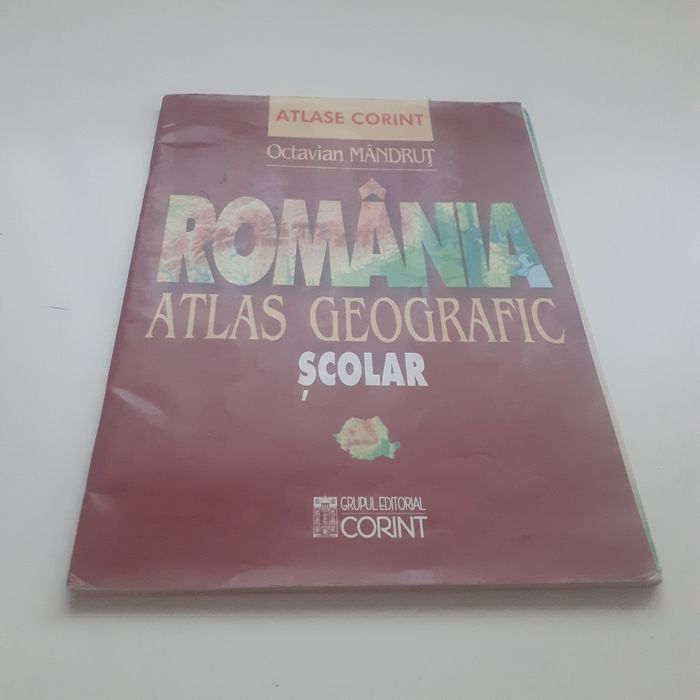 ATLASE CORINT
Octavian MÂNDRUȚ
ROMÂNIA
ATLAS GEOGRAFIC
ȘCOLAR
GRUPUL EDITORIAL
CORINT